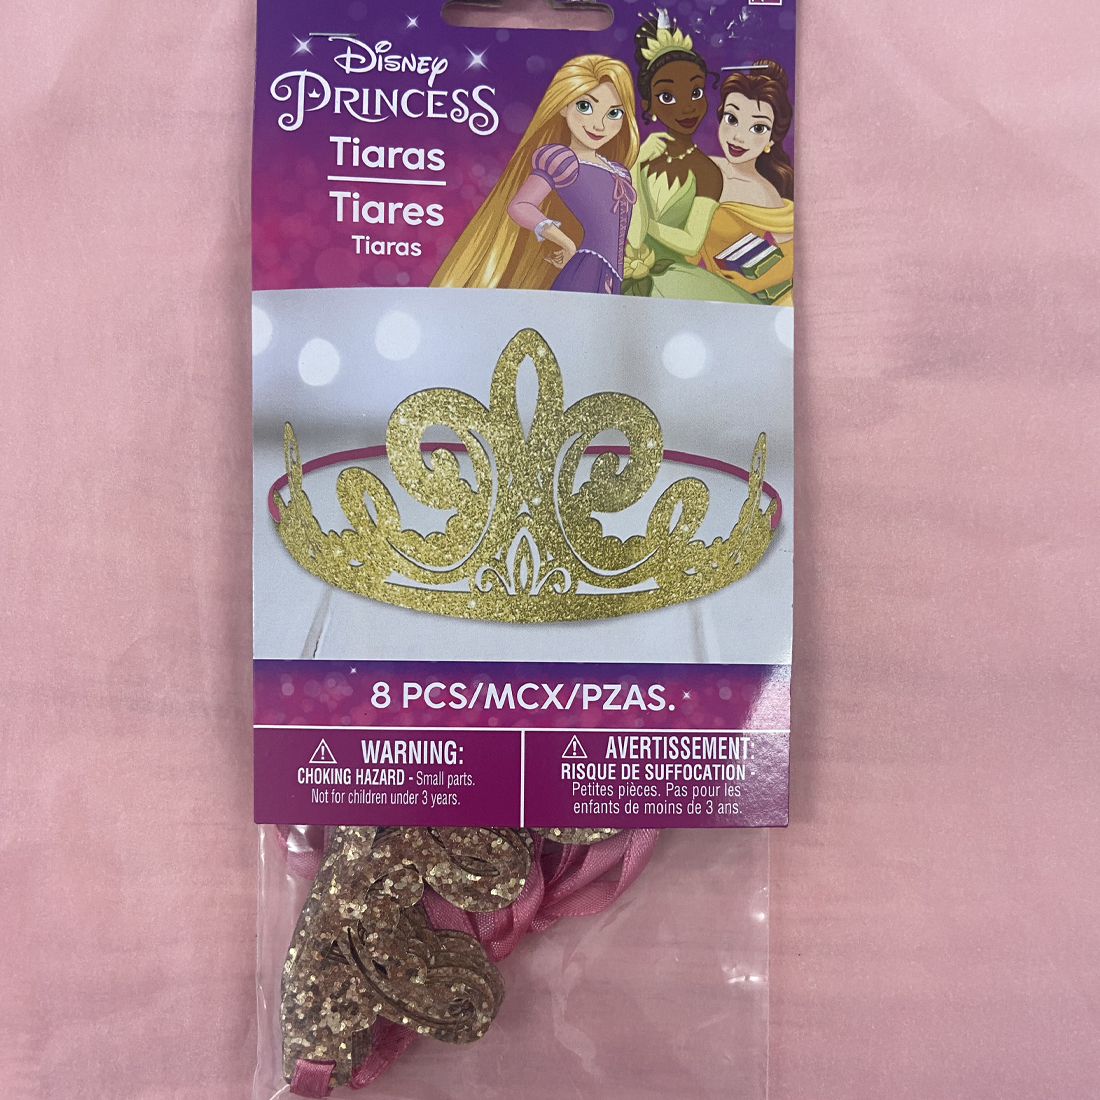 Disney
PRINCESS
Tiaras
Tiares
Tiaras
8 PCS/MCX/PZAS.
WARNING:
CHOKING HAZARD - Small parts.
Not for children under 3 years.
AVERTISSEMENT:
RISQUE DE SUFFOCATION -
Petites pièces. Pas pour les
enfants de moins de 3 ans.